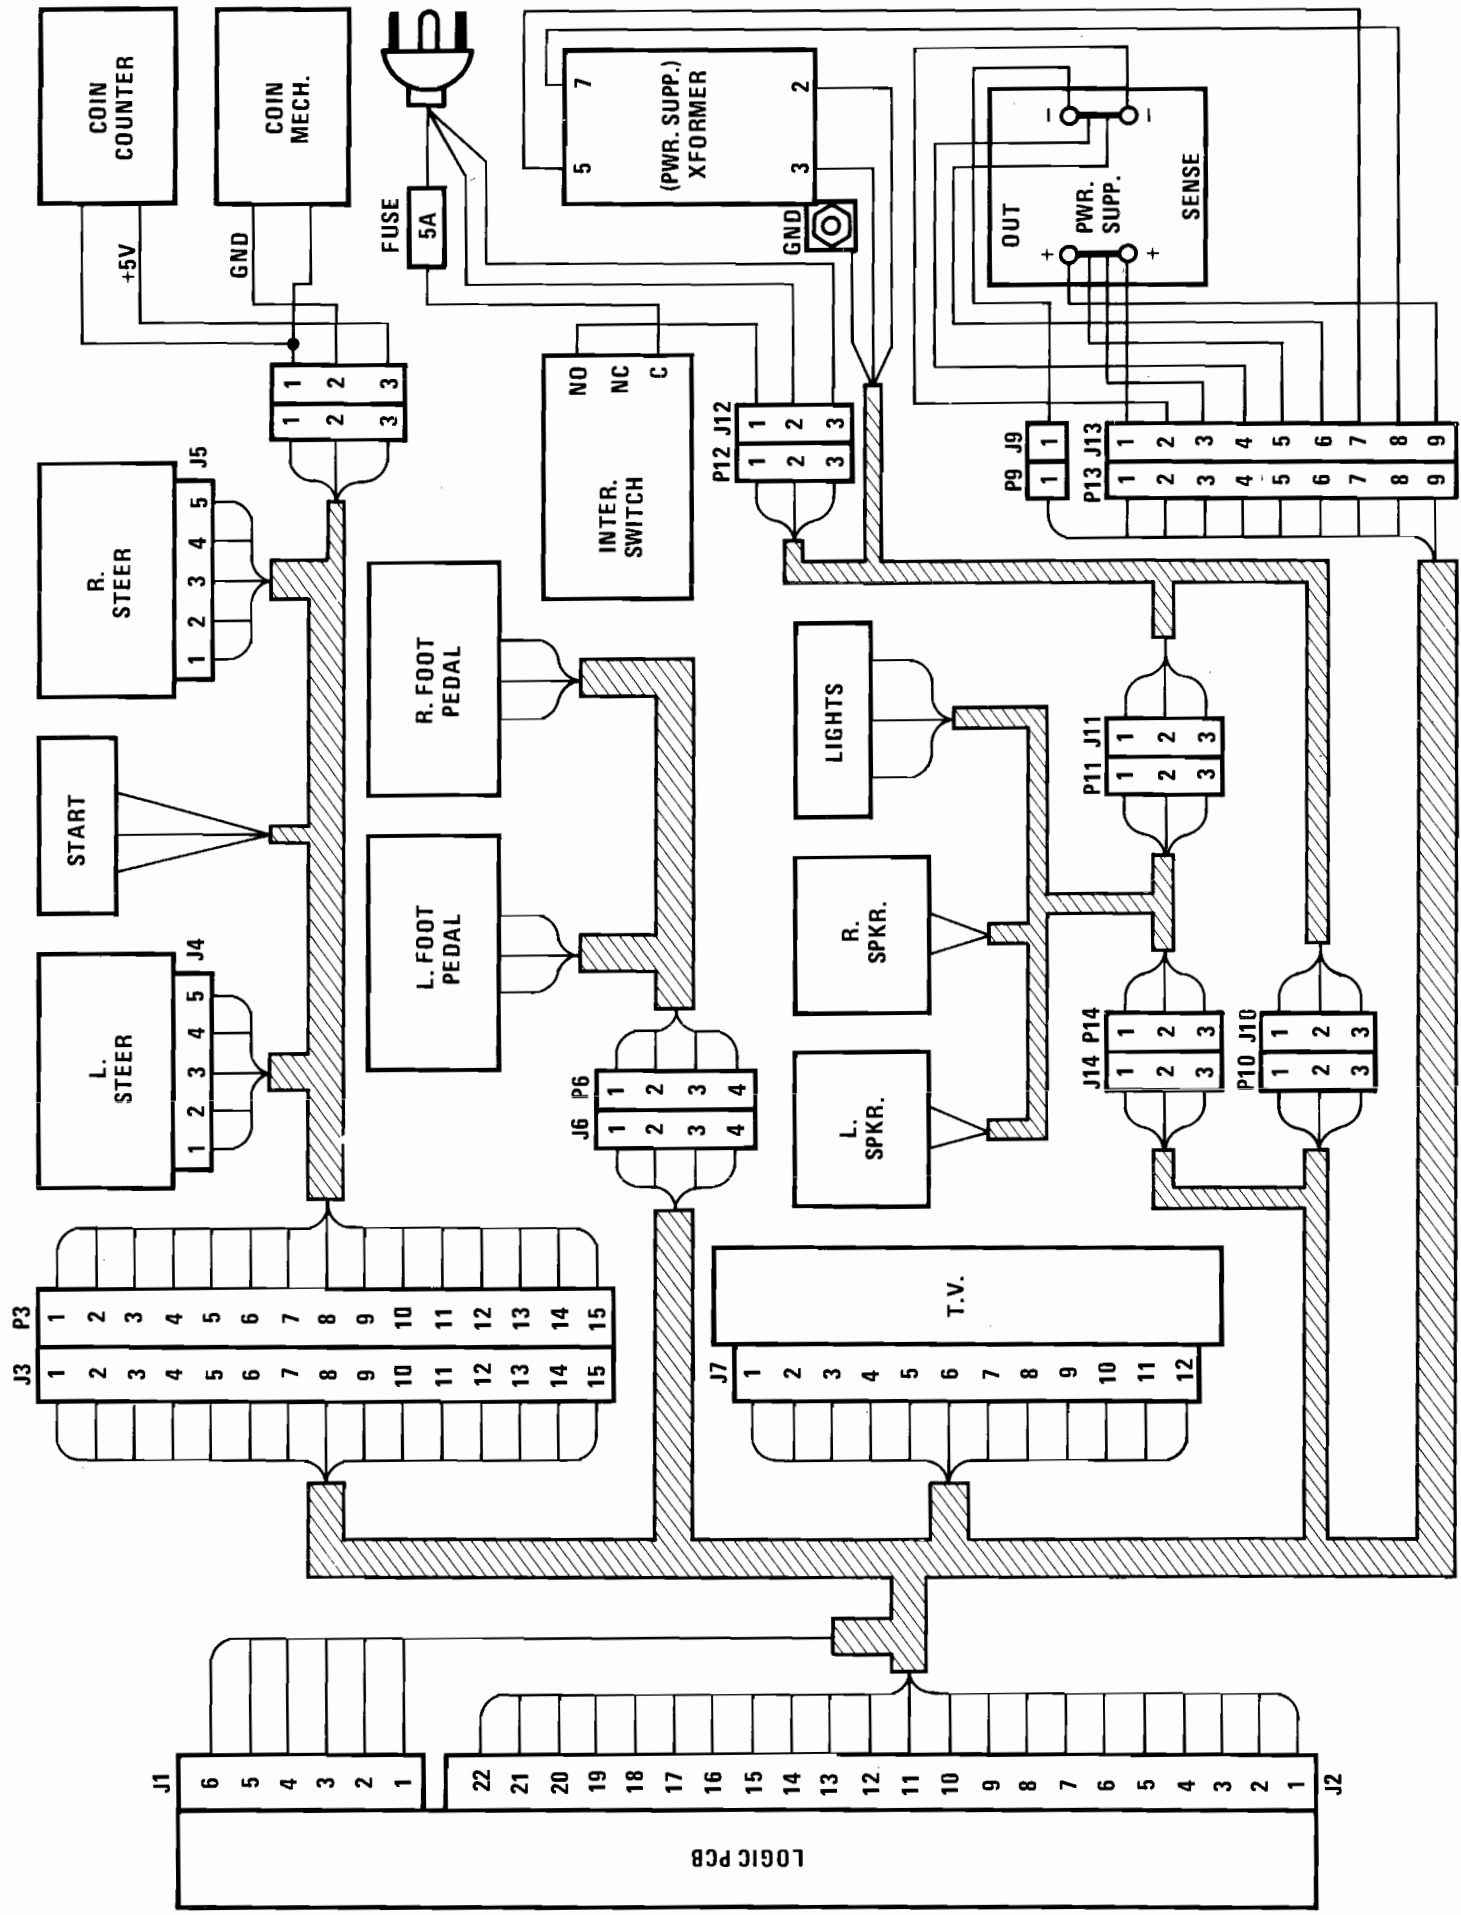 LOGIC PCB
J1
6
5
4
3
2
1
22
21
20
19
18
17
16
15
14
13
12
11
10
9
8
7
6
5
4
3
2
1
J2
J3 P3
1 1
2 2
3 3
4 4
5 5
6 6
7 7
8 8
9 9
10 10
11 11
12 12
13 13
14 14
15 15
J7
1
2
3
4
5
6
7
8
9
10
11
12
T.V.
L.
STEER
J4
1 2 3 4 5
START
R.
STEER
J5
1 2 3 4 5
COIN
COUNTER
+5V
COIN
MECH.
GND
1 1
2 2
3 3
L. FOOT
PEDAL
R. FOOT
PEDAL
J6 P6
1 1
2 2
3 3
4 4
INTER.
SWITCH
NO
NC
C
FUSE
5A
P12 J12
1 1
2 2
3 3
(PWR. SUPP.)
XFORMER
5 7
3 2
GND
L.
SPKR.
R.
SPKR.
LIGHTS
J14 P14
1 1
2 2
3 3
P11 J11
1 1
2 2
3 3
P10 J10
1 1
2 2
3 3
P9 J9
1 1
P13 J13
1 1
2 2
3 3
4 4
5 5
6 6
7 7
8 8
9 9
OUT
PWR.
SUPP.
SENSE
+ -
+ -